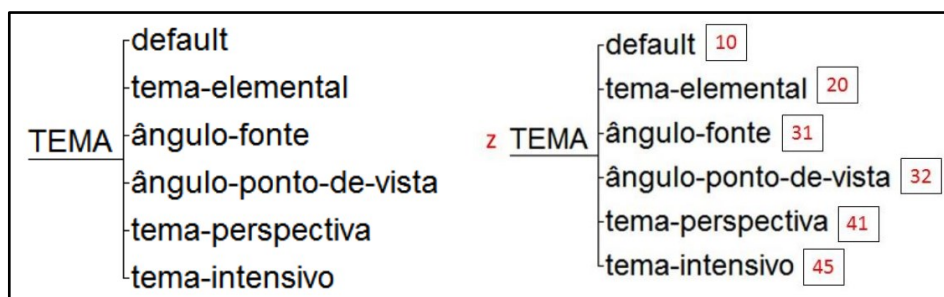 default
tema-elemental
TEMA ângulo-fonte
ângulo-ponto-de-vista
tema-perspectiva
tema-intensivo
default 10
tema-elemental 20
z TEMA ângulo-fonte 31
ângulo-ponto-de-vista 32
tema-perspectiva 41
tema-intensivo 45